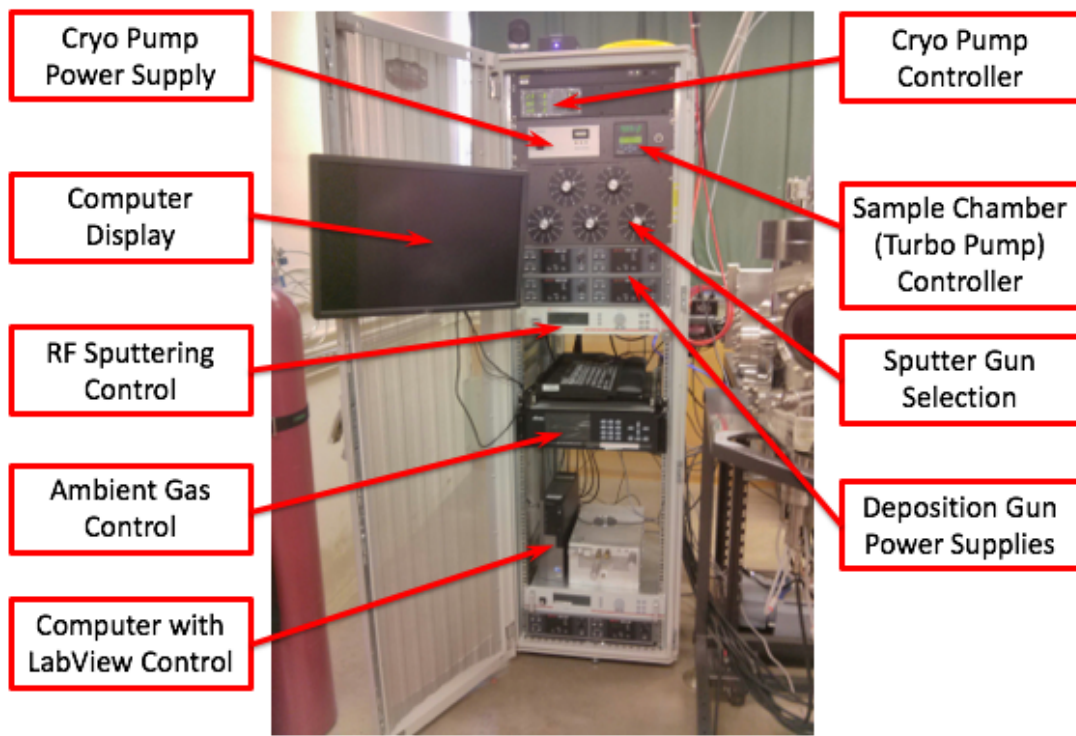 Cryo Pump
Power Supply
Cryo Pump
Controller
Computer
Display
Sample Chamber
(Turbo Pump)
Controller
RF Sputtering
Control
Sputter Gun
Selection
Ambient Gas
Control
Deposition Gun
Power Supplies
Computer with
LabView Control